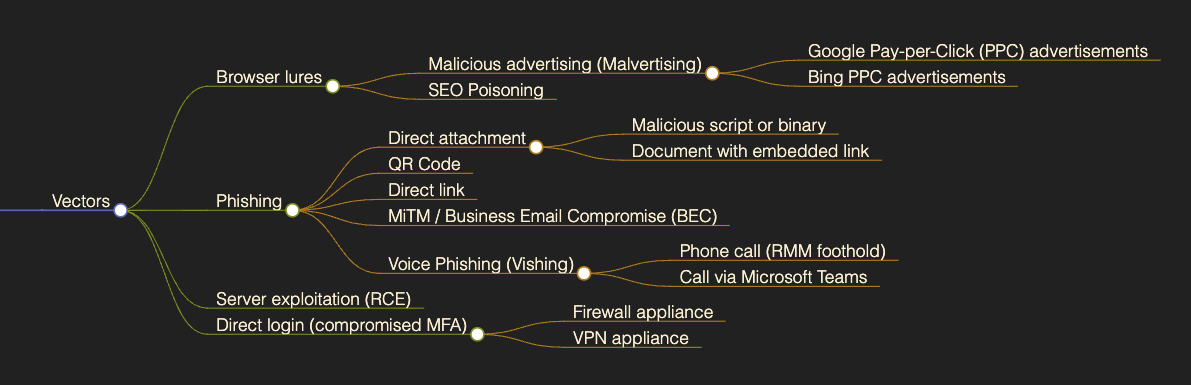 Vectors
Browser lures
Malicious advertising (Malvertising)
Google Pay-per-Click (PPC) advertisements
Bing PPC advertisements
SEO Poisoning
Phishing
Direct attachment
Malicious script or binary
Document with embedded link
QR Code
Direct link
MiTM / Business Email Compromise (BEC)
Voice Phishing (Vishing)
Phone call (RMM foothold)
Call via Microsoft Teams
Server exploitation (RCE)
Direct login (compromised MFA)
Firewall appliance
VPN appliance